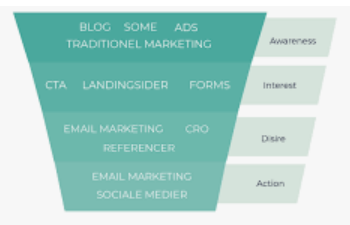 BLOG SOME ADS
TRADITIONEL MARKETING
Awareness
CTA LANDINGSIDER FORMS
Interest
EMAIL MARKETING CRO
REFERENCER
Disire
EMAIL MARKETING
SOCIALE MEDIER
Action